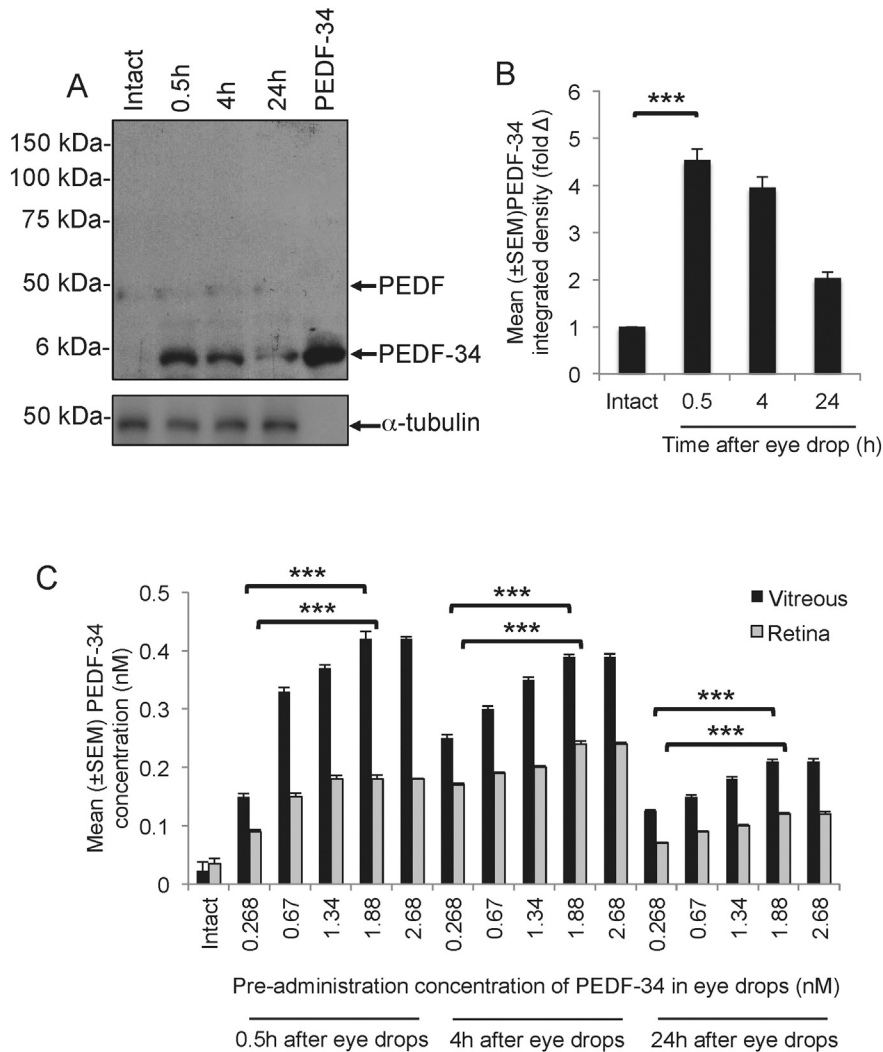 A
Intact
0.5h
4h
24h
PEDF-34
150 kDa-
100 kDa-
75 kDa-
50 kDa-
PEDF
6 kDa-
PEDF-34
50 kDa-
α-tubulin
B
Mean (±SEM)PEDF-34
integrated density (fold Δ)
6
5
4
3
2
1
0
***
Intact
0.5
4
24
Time after eye drop (h)
C
Mean (±SEM) PEDF-34
concentration (nM)
0.5
0.4
0.3
0.2
0.1
0
***
***
***
***
***
***
Vitreous
Retina
Intact
0.268
0.67
1.34
1.88
2.68
0.268
0.67
1.34
1.88
2.68
0.268
0.67
1.34
1.88
2.68
Pre-administration concentration of PEDF-34 in eye drops (nM)
0.5h after eye drops
4h after eye drops
24h after eye drops